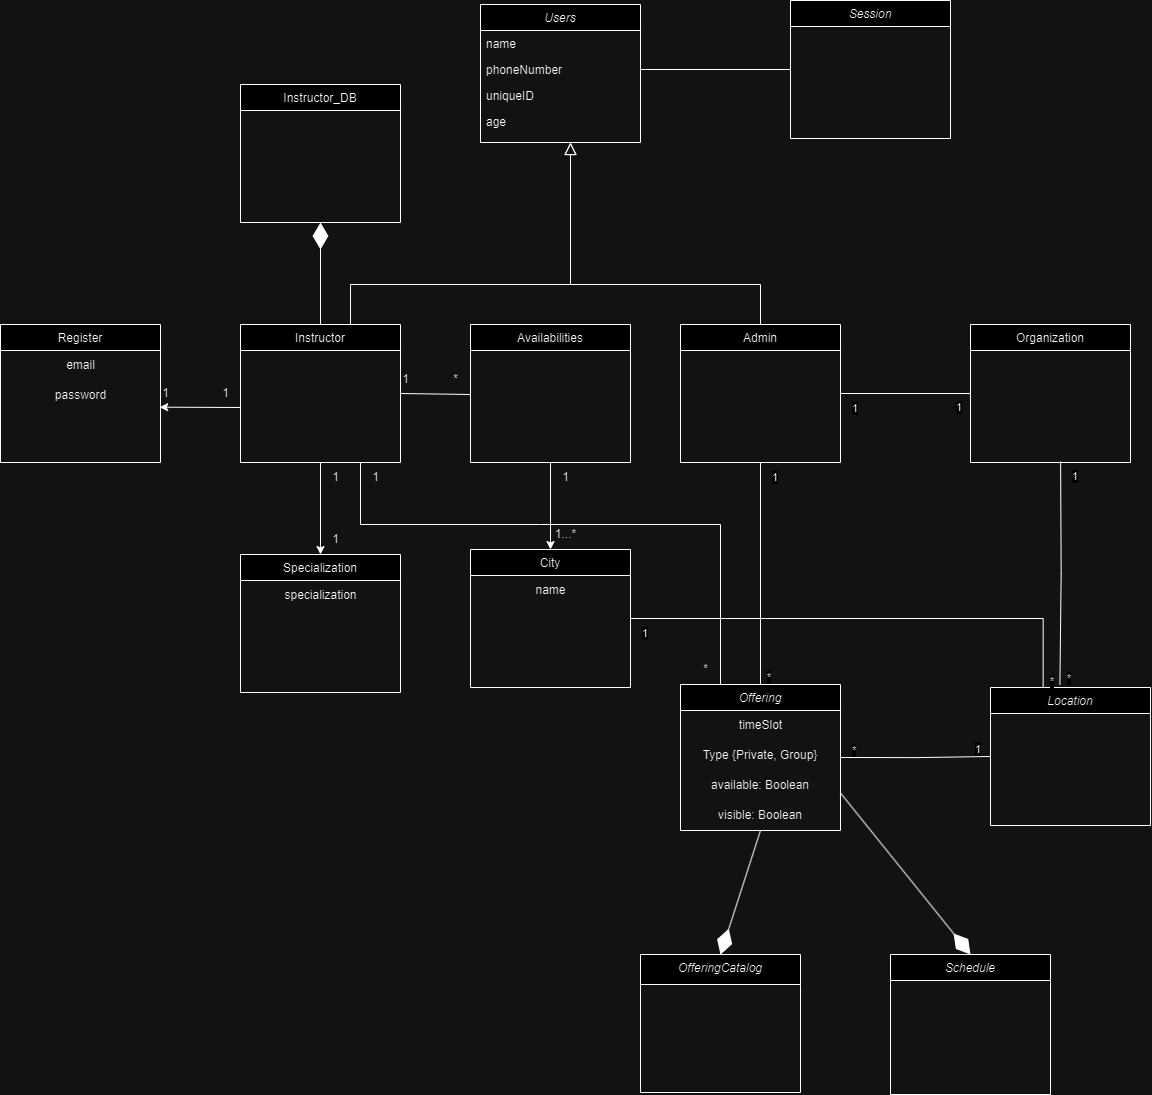 Users
name
phoneNumber
uniqueID
age
Session
Instructor_DB
Register
email
password
1
1
Instructor
1
*
Availabilities
Admin
1
1
Organization
1
1
1
1
1
1
Specialization
specialization
1...*
City
name
1
*
*
*
*
Offering
timeSlot
Type {Private, Group}
available: Boolean
visible: Boolean
*
1
Location
OfferingCatalog
Schedule